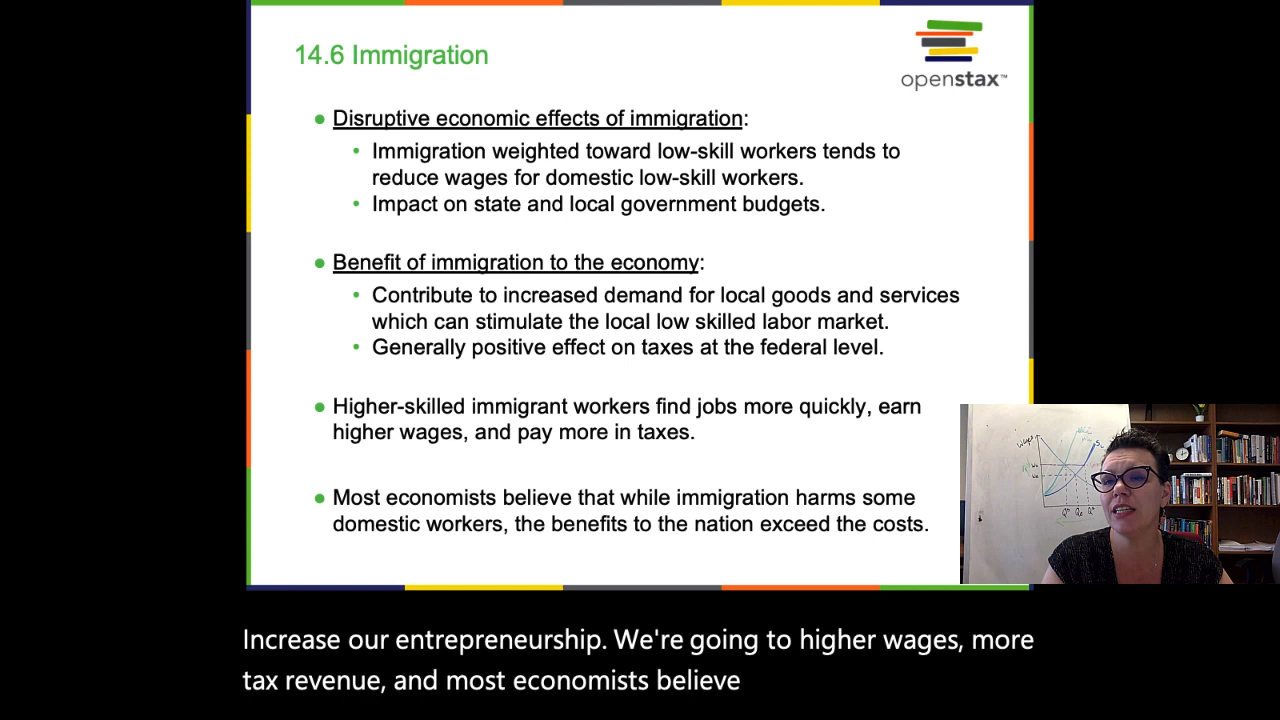 14.6 Immigration
openstax™
Disruptive economic effects of immigration:
Immigration weighted toward low-skill workers tends to
reduce wages for domestic low-skill workers.
Impact on state and local government budgets.
Benefit of immigration to the economy:
Contribute to increased demand for local goods and services
which can stimulate the local low skilled labor market.
Generally positive effect on taxes at the federal level.
Higher-skilled immigrant workers find jobs more quickly, earn
higher wages, and pay more in taxes.
Most economists believe that while immigration harms some
domestic workers, the benefits to the nation exceed the costs.
Increase our entrepreneurship. We're going to higher wages, more
tax revenue, and most economists believe